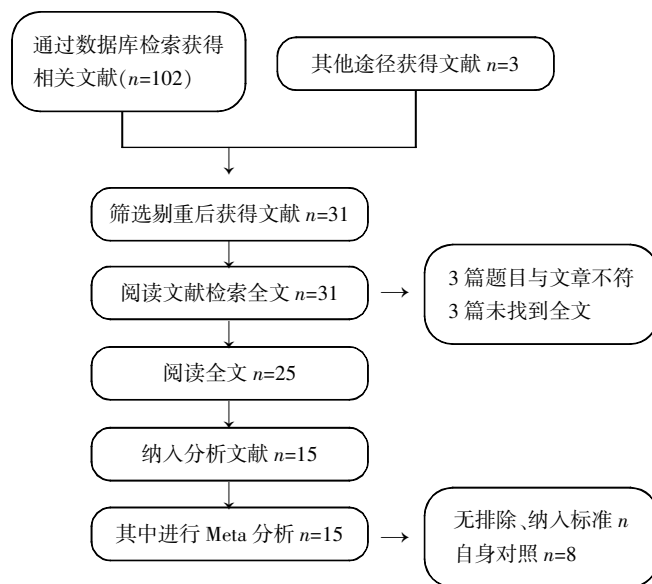 通过数据库检索获得
相关文献(n=102)
其他途径获得文献 n=3
筛选剔重后获得文献 n=31
阅读文献检索全文 n=31
3 篇题目与文章不符
3 篇未找到全文
阅读全文 n=25
纳入分析文献 n=15
其中进行 Meta 分析 n=15
无排除、纳入标准 n
自身对照 n=8